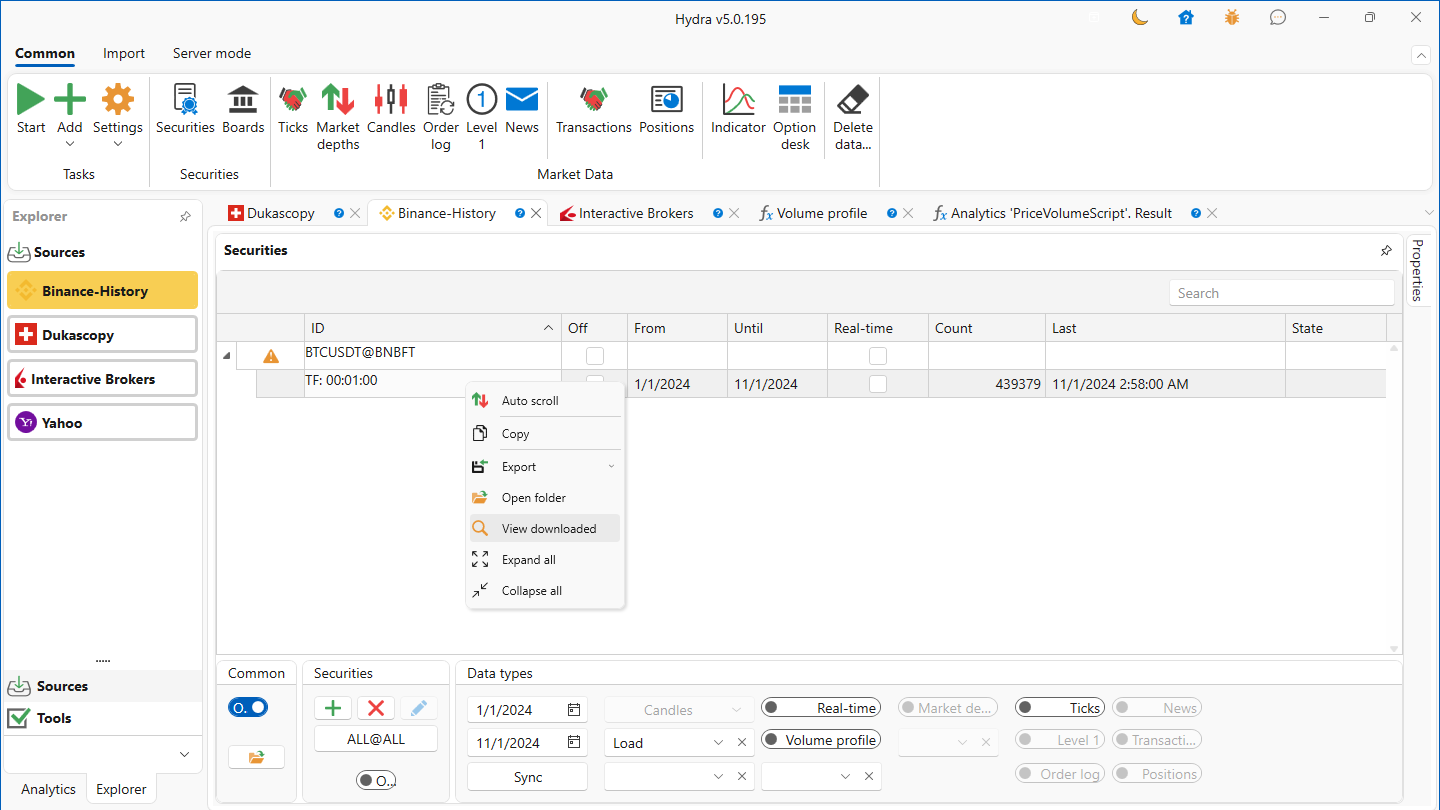 Hydra v5.0.195
Common Import Server mode
Start Add Settings Securities Boards Ticks Market depths Candles Order log Level 1 News Transactions Positions Indicator Option desk Delete data...
Tasks Securities Market Data
Explorer
Sources
Binance-History
Dukascopy
Interactive Brokers
Yahoo
Sources
Tools
Analytics Explorer
Dukascopy Binance-History Interactive Brokers Volume profile Analytics 'PriceVolumeScript'. Result
Securities
Properties
Search
ID Off From Until Real-time Count Last State
BTCUSDT@BNBFT
TF: 00:01:00 1/1/2024 11/1/2024 439379 11/1/2024 2:58:00 AM
Auto scroll
Copy
Export
Open folder
View downloaded
Expand all
Collapse all
Common Securities Data types
O.
ALL@ALL
O...
1/1/2024 Candles Real-time Market de... Ticks News
11/1/2024 Load Volume profile Level 1 Transacti...
Sync Order log Positions